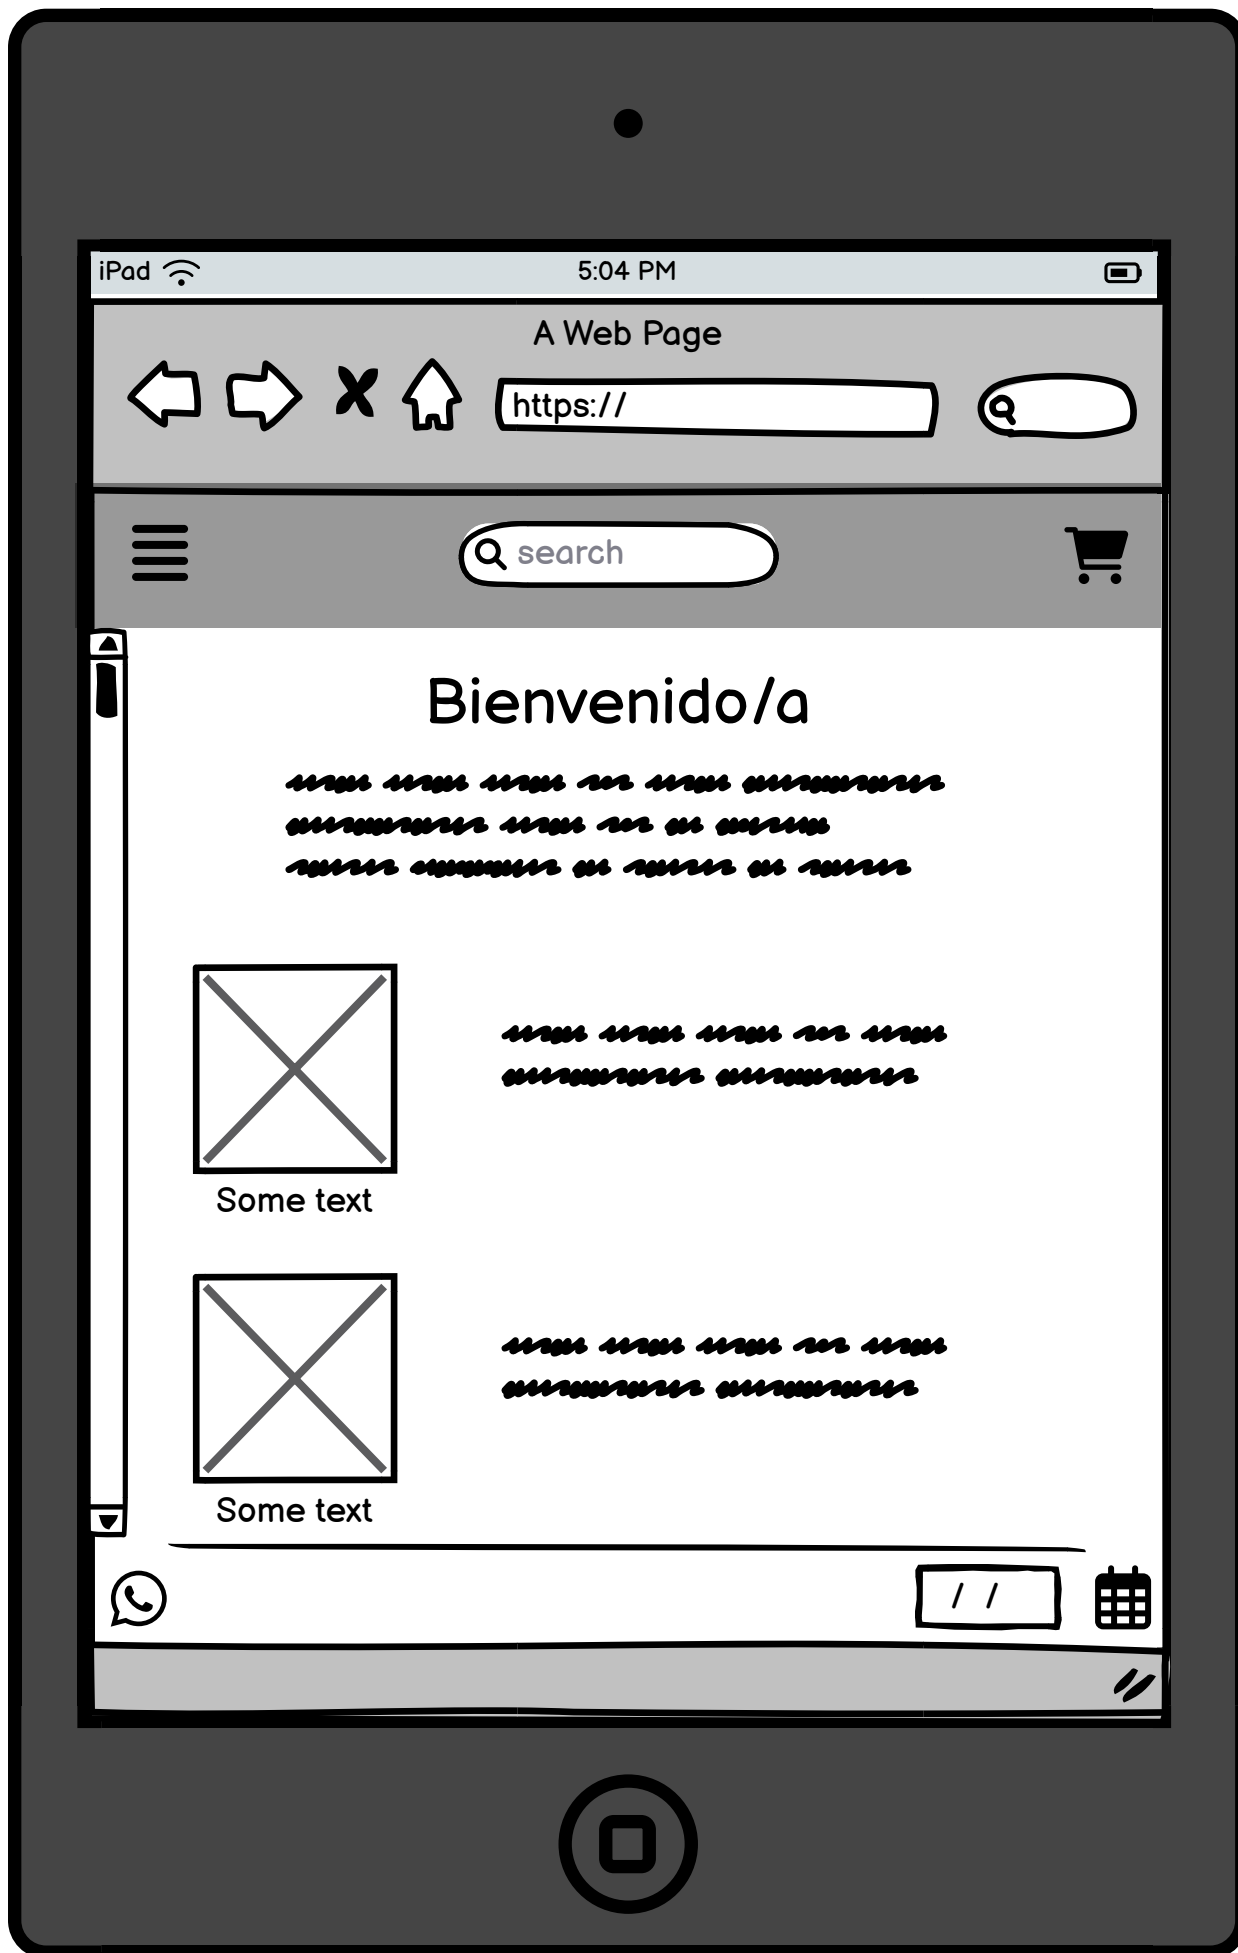 iPad 5:04 PM
A Web Page
https://
search
Bienvenido/a
Some text
Some text
/ /